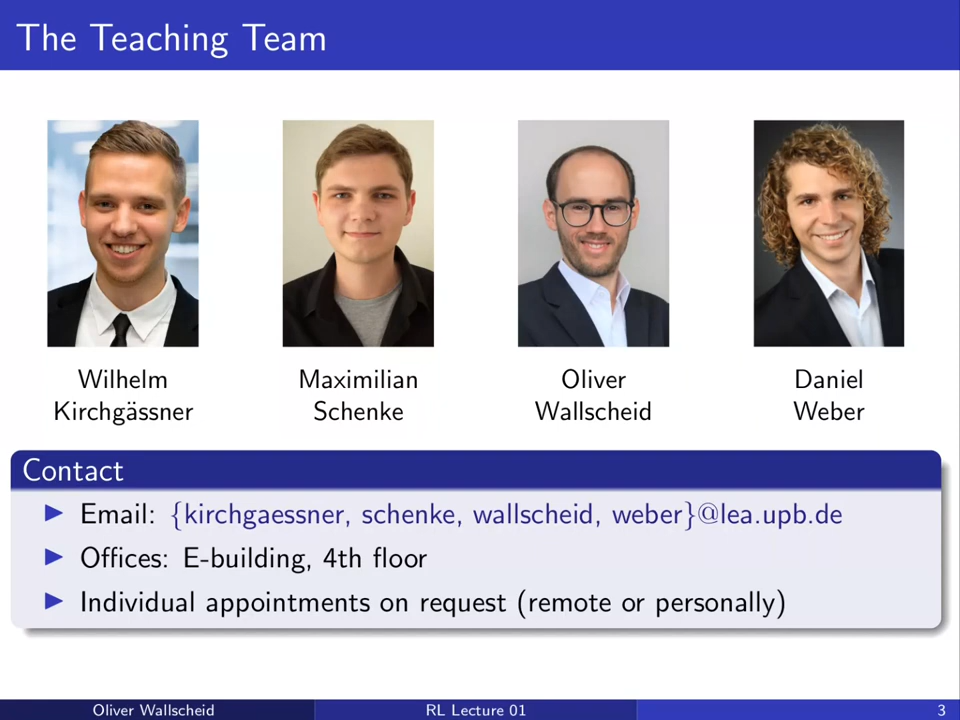 The Teaching Team
Wilhelm
Kirchgässner
Maximilian
Schenke
Oliver
Wallscheid
Daniel
Weber
Contact
Email: {kirchgaessner, schenke, wallscheid, weber}@lea.upb.de
Offices: E-building, 4th floor
Individual appointments on request (remote or personally)
Oliver Wallscheid
RL Lecture 01
3